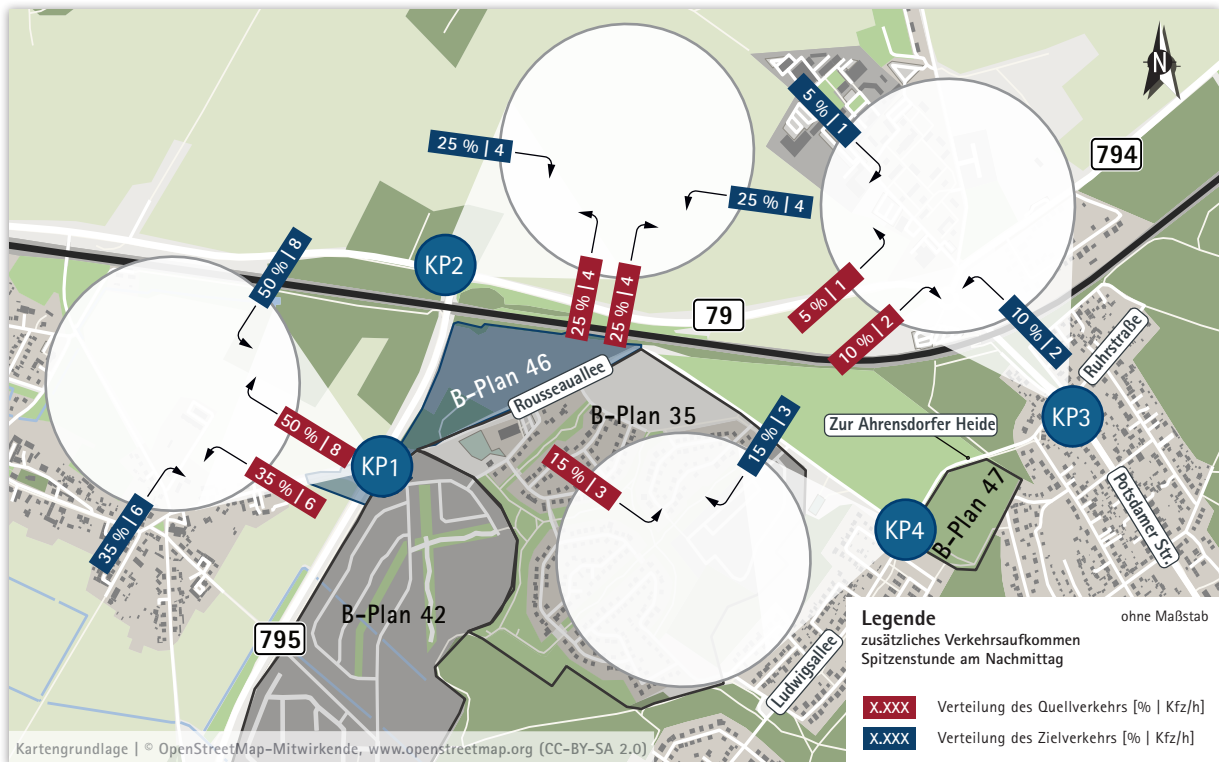 N
5 % | 1
794
25 % | 4
25 % | 4
50 % | 8
KP2
25 % | 4
25 % | 4
79
5 % | 1
10 % | 2
10 % | 2
Ruhrstraße
B-Plan 46
Rousseauallee
B-Plan 35
15 % | 3
Zur Ahrensdorfer Heide
KP3
50 % | 8
KP1
35 % | 6
15 % | 3
35 % | 6
KP4
B-Plan 47
Potsdamer Str.
B-Plan 42
795
Ludwigsallee
Legende
ohne Maßstab
zusätzliches Verkehrsaufkommen
Spitzenstunde am Nachmittag
X.XXX Verteilung des Quellverkehrs [% | Kfz/h]
X.XXX Verteilung des Zielverkehrs [% | Kfz/h]
Kartengrundlage | © OpenStreetMap-Mitwirkende, www.openstreetmap.org (CC-BY-SA 2.0)